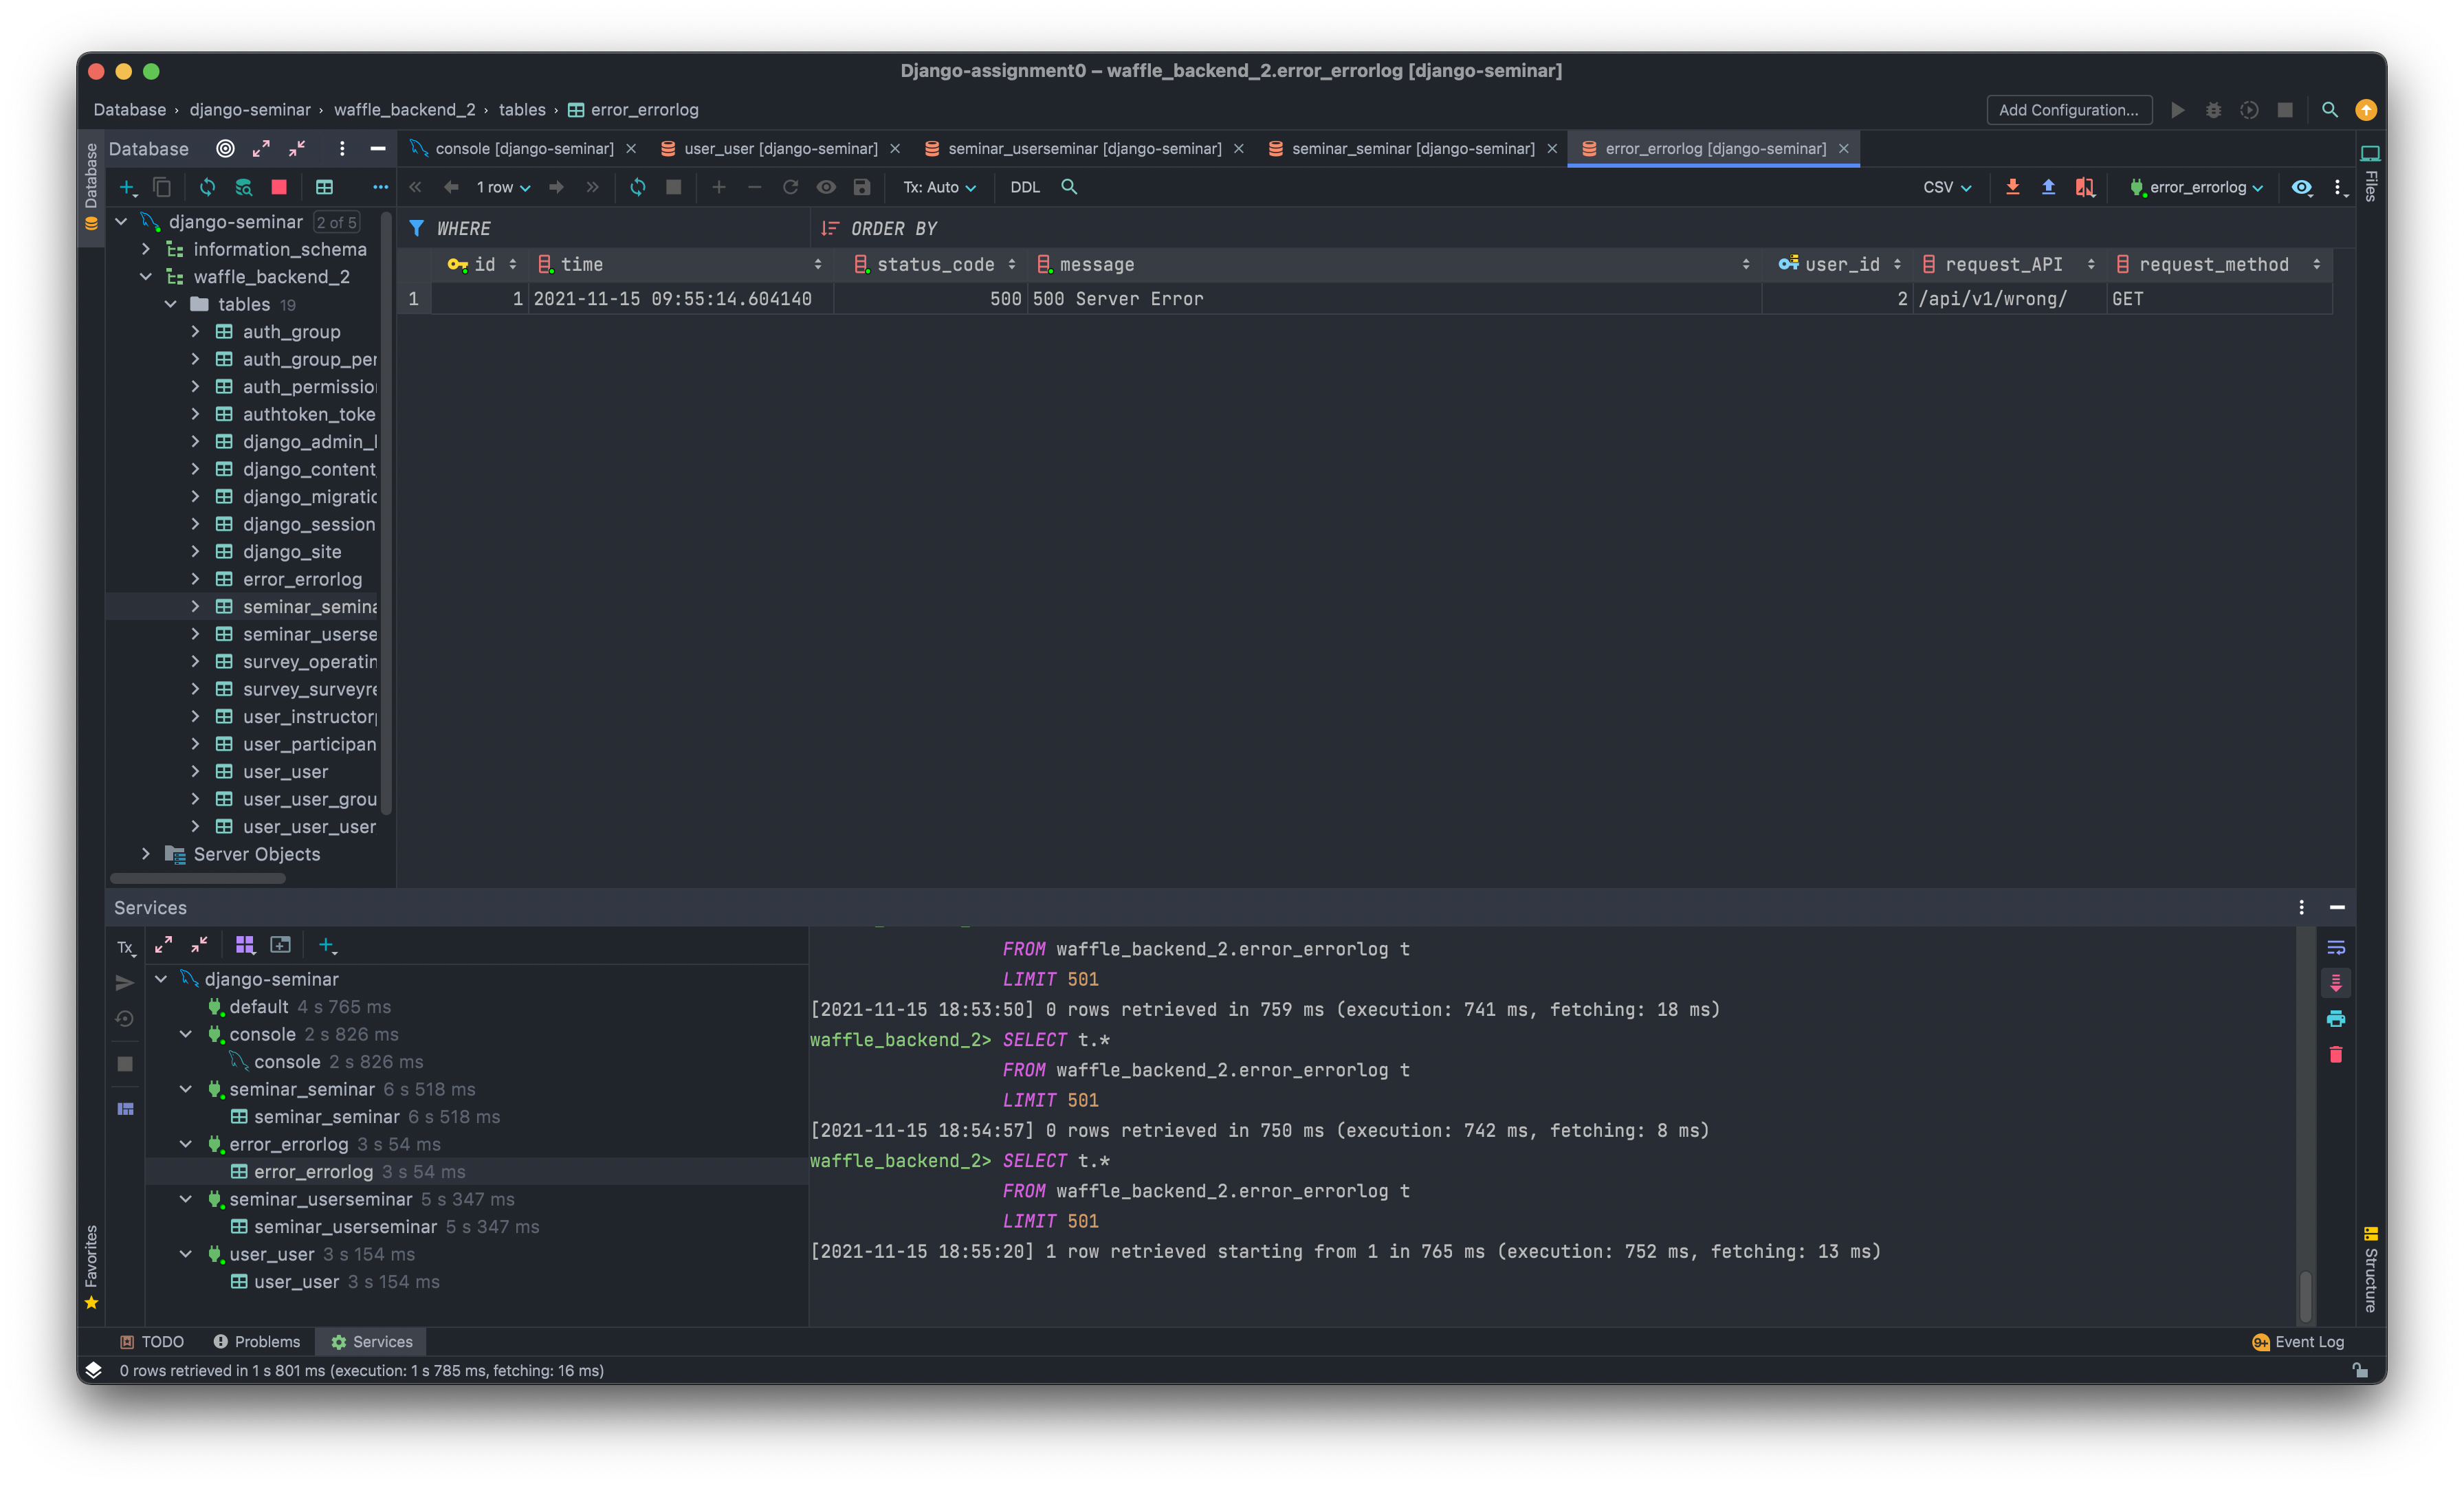 Django-assignment0 – waffle_backend_2.error_errorlog [django-seminar]
Database › django-seminar › waffle_backend_2 › tables › error_errorlog
Add Configuration...
Database
console [django-seminar]
user_user [django-seminar]
seminar_userseminar [django-seminar]
seminar_seminar [django-seminar]
error_errorlog [django-seminar]
Database
Files
1 row
Tx: Auto
DDL
CSV
error_errorlog
WHERE
ORDER BY
id time status_code message user_id request_API request_method
1 1 2021-11-15 09:55:14.604140 500 500 Server Error 2 /api/v1/wrong/ GET
django-seminar 2 of 5
information_schema
waffle_backend_2
tables 19
auth_group
auth_group_per
auth_permission
authtoken_toke
django_admin_l
django_content
django_migratio
django_session
django_site
error_errorlog
seminar_semina
seminar_userse
survey_operatin
survey_surveyre
user_instructorp
user_participan
user_user
user_user_grou
user_user_user
Server Objects
Services
Tx
django-seminar
default 4 s 765 ms
console 2 s 826 ms
console 2 s 826 ms
seminar_seminar 6 s 518 ms
seminar_seminar 6 s 518 ms
error_errorlog 3 s 54 ms
error_errorlog 3 s 54 ms
seminar_userseminar 5 s 347 ms
seminar_userseminar 5 s 347 ms
user_user 3 s 154 ms
user_user 3 s 154 ms
FROM waffle_backend_2.error_errorlog t
LIMIT 501
[2021-11-15 18:53:50] 0 rows retrieved in 759 ms (execution: 741 ms, fetching: 18 ms)
waffle_backend_2> SELECT t.*
FROM waffle_backend_2.error_errorlog t
LIMIT 501
[2021-11-15 18:54:57] 0 rows retrieved in 750 ms (execution: 742 ms, fetching: 8 ms)
waffle_backend_2> SELECT t.*
FROM waffle_backend_2.error_errorlog t
LIMIT 501
[2021-11-15 18:55:20] 1 row retrieved starting from 1 in 765 ms (execution: 752 ms, fetching: 13 ms)
Favorites
Structure
TODO
Problems
Services
9+ Event Log
0 rows retrieved in 1 s 801 ms (execution: 1 s 785 ms, fetching: 16 ms)